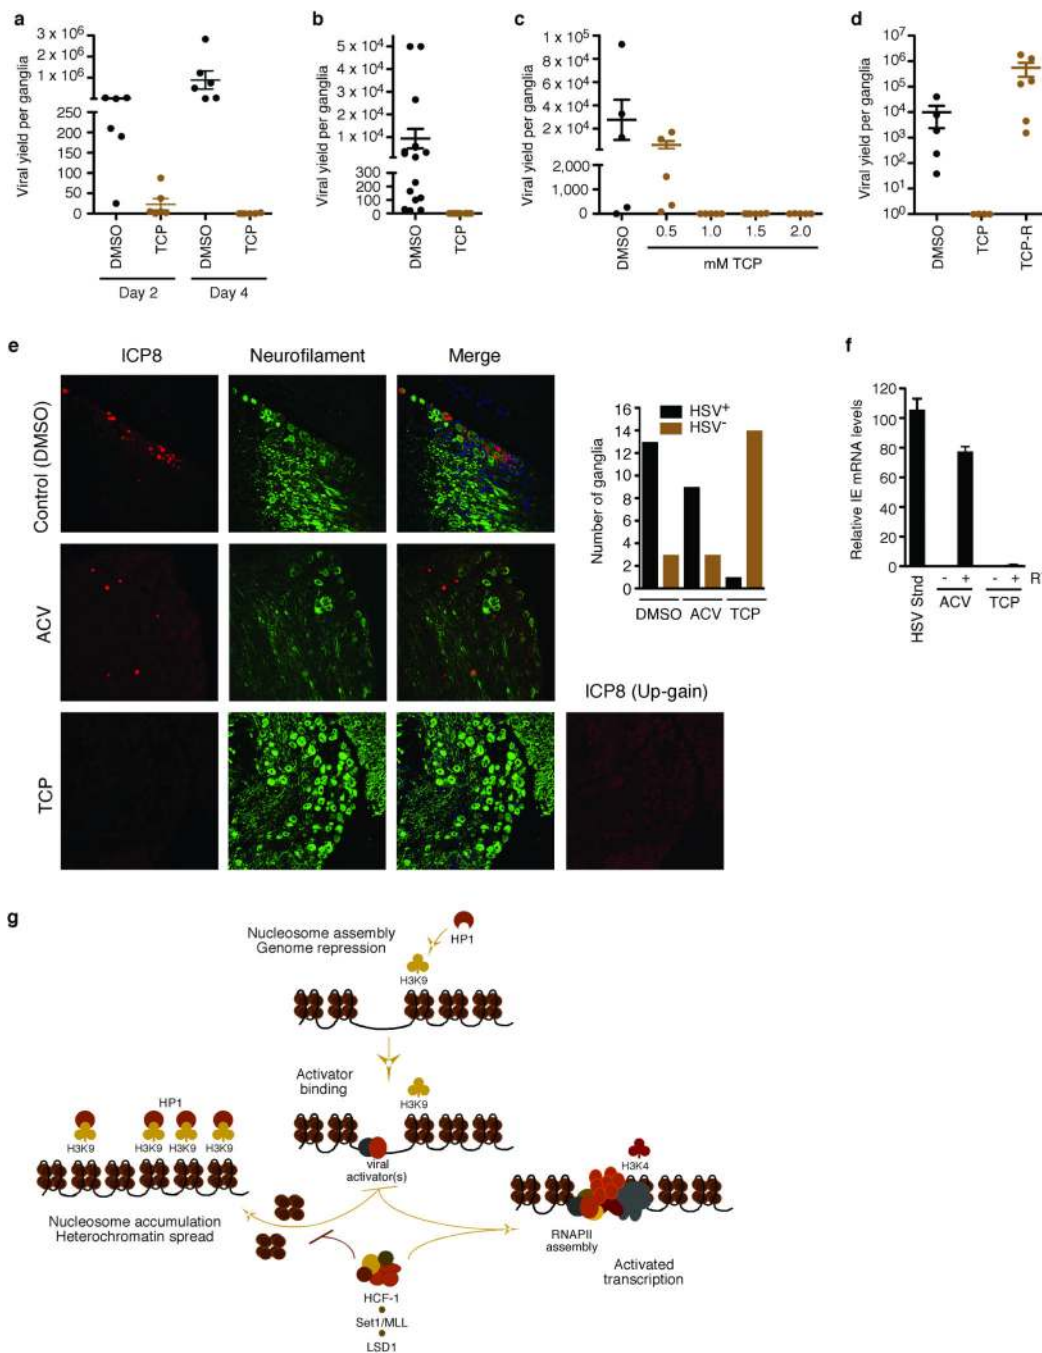 a
Viral yield per ganglia
3 x 10⁶
2 x 10⁶
1 x 10⁶
250
200
150
100
50
0
DMSO
TCP
DMSO
TCP
Day 2
Day 4
b
Viral yield per ganglia
5 x 10⁴
4 x 10⁴
3 x 10⁴
2 x 10⁴
1 x 10⁴
300
200
100
0
DMSO
TCP
c
Viral yield per ganglia
1 x 10⁵
8 x 10⁴
6 x 10⁴
4 x 10⁴
2 x 10⁴
2,000
1,000
0
DMSO
0.5
1.0
1.5
2.0
mM TCP
d
Viral yield per ganglia
10⁷
10⁶
10⁵
10⁴
10³
10²
10¹
10⁰
DMSO
TCP
TCP-R
e
ICP8
Neurofilament
Merge
Control (DMSO)
ACV
TCP
ICP8 (Up-gain)
Number of ganglia
16
14
12
10
8
6
4
2
0
HSV⁺
HSV⁻
DMSO
ACV
TCP
f
Relative IE mRNA levels
120
100
80
60
40
20
0
HSV Stnd
- + - +
ACV
TCP
g
Nucleosome assembly
Genome repression
HP1
H3K9
Activator
binding
H3K9
viral
activator(s)
HP1
H3K9
H3K9
H3K9
H3K9
Nucleosome accumulation
Heterochromatin spread
H3K4
RNAPII
assembly
Activated
transcription
HCF-1
Set1/MLL
LSD1